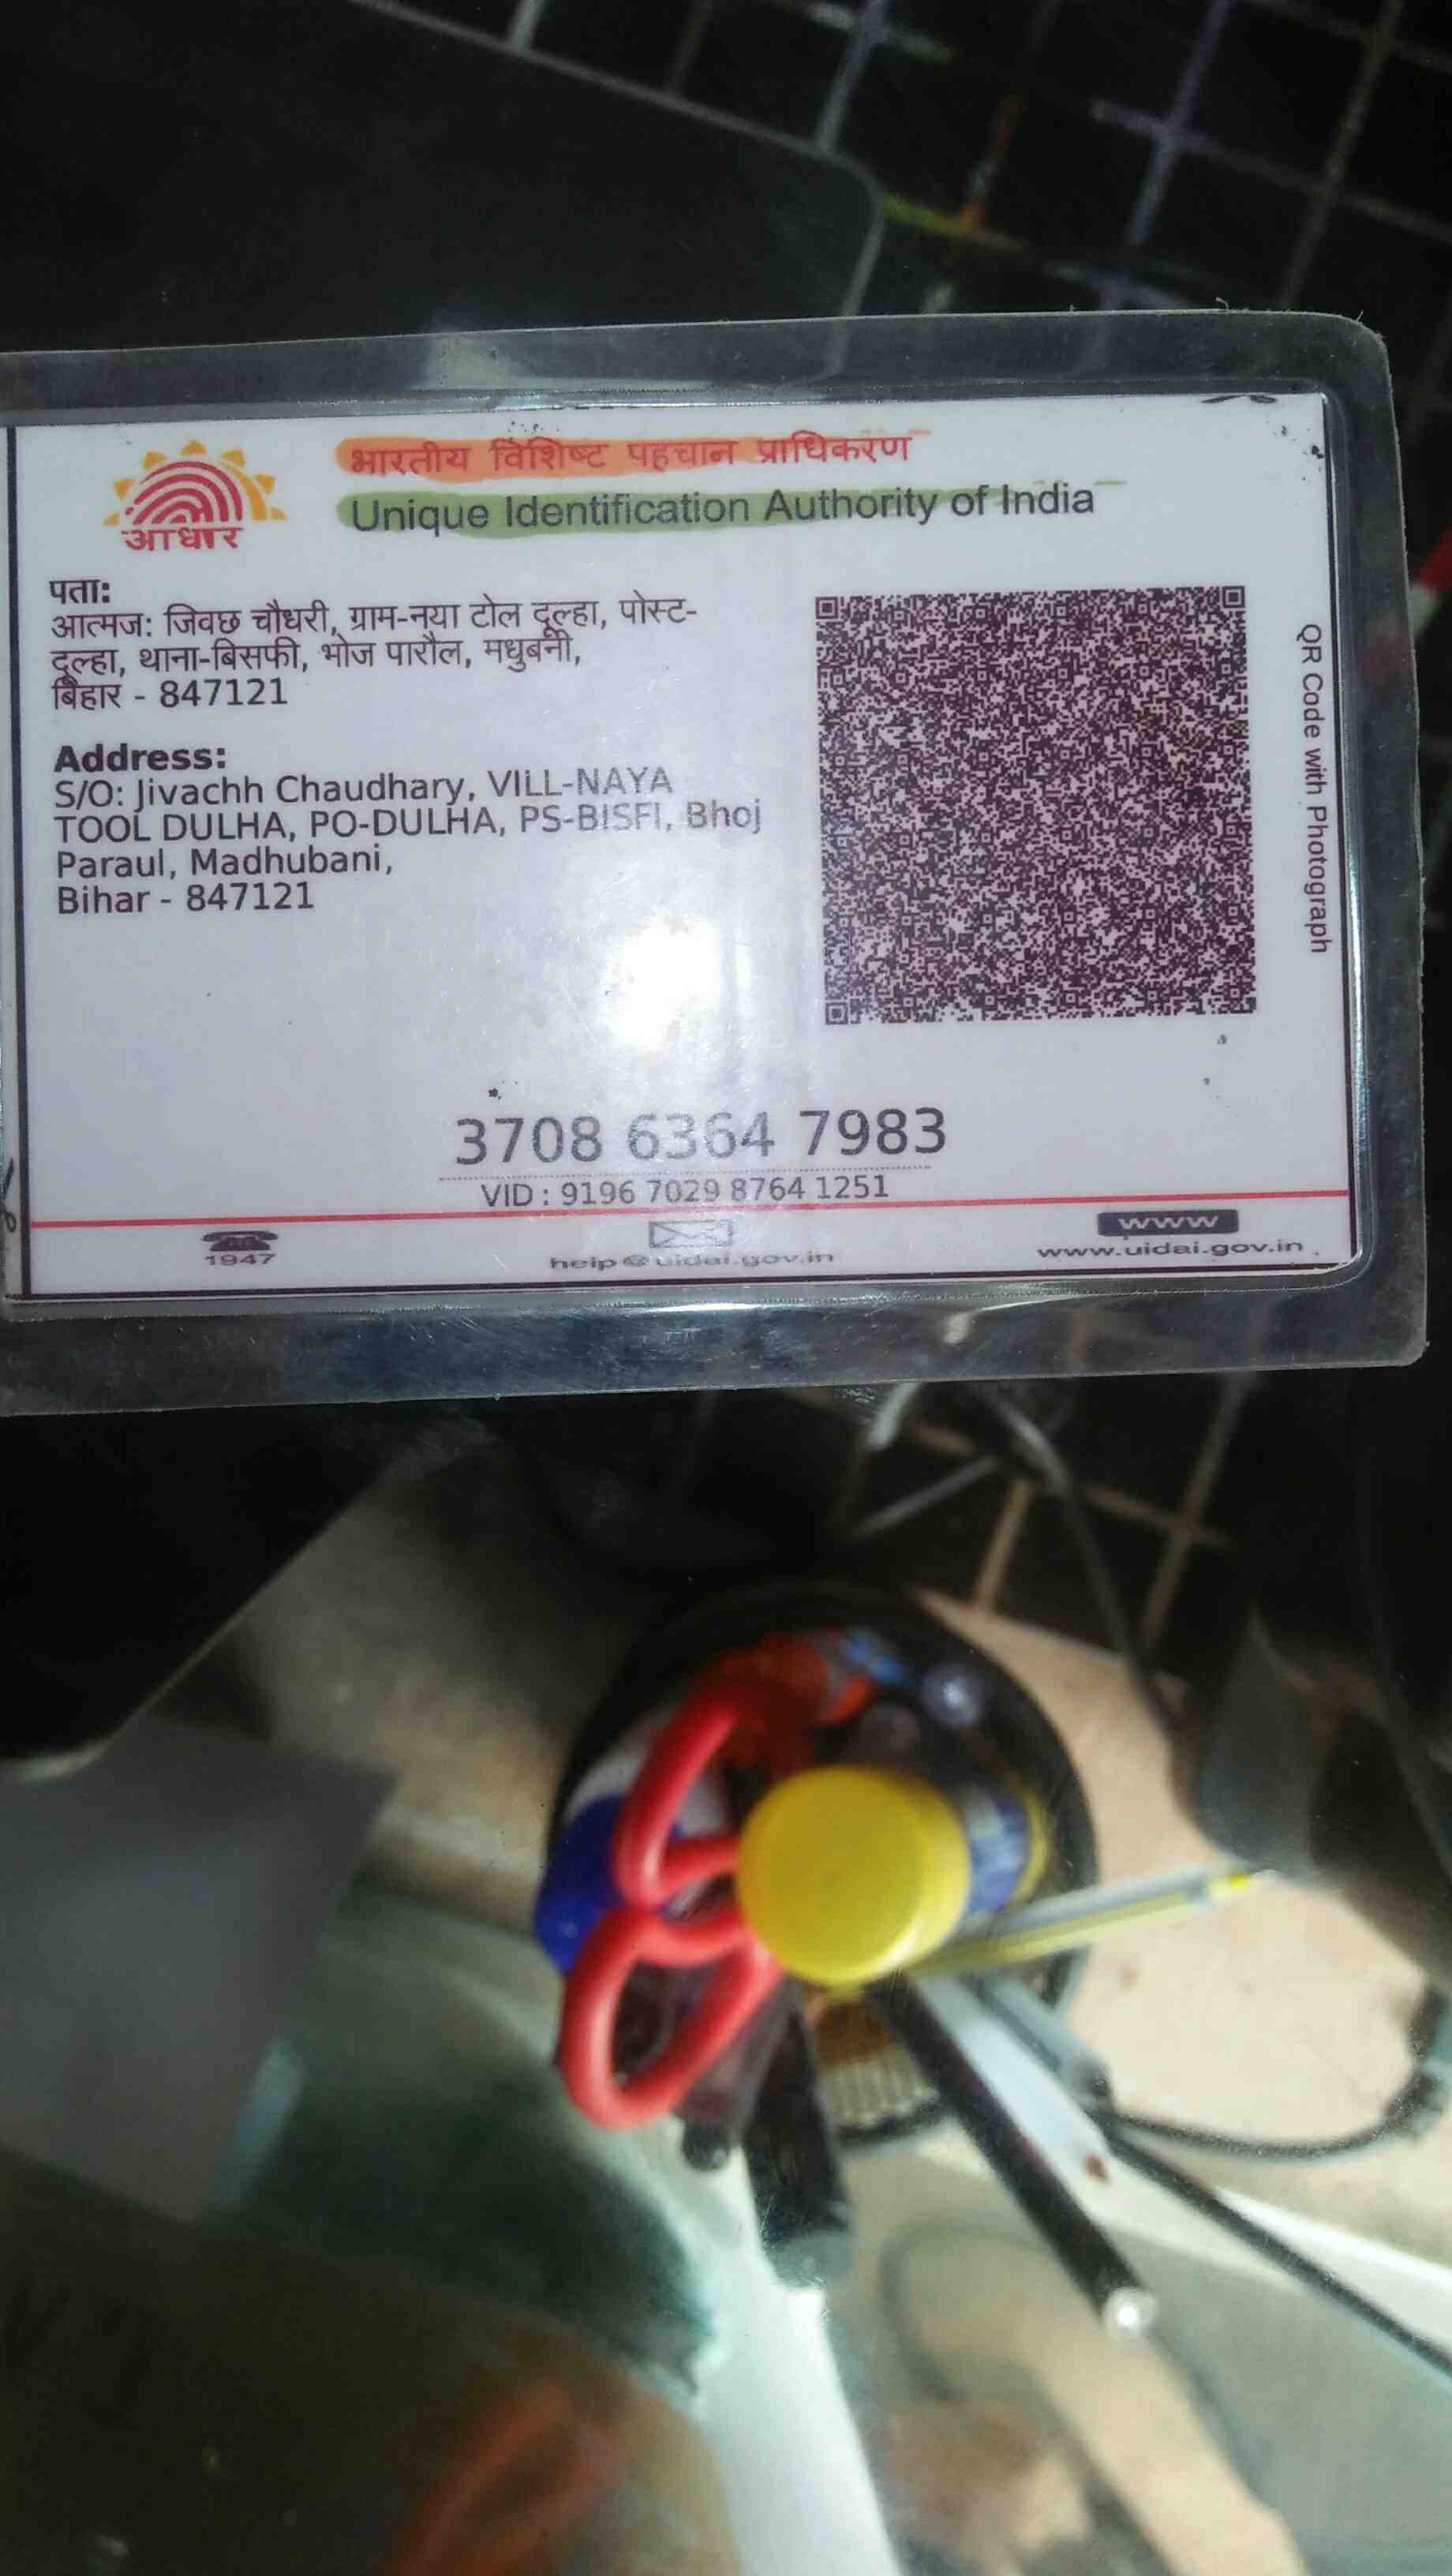 भारतीय विशिष्ट पहचान प्राधिकरण
Unique Identification Authority of India
आधार
पता:
आत्मज: जिवछ चौधरी, ग्राम-नया टोल दूल्हा, पोस्ट-
दूल्हा, थाना-बिसफी, भोज पारौल, मधुबनी,
बिहार - 847121
Address:
S/O: Jivachh Chaudhary, VILL-NAYA
TOOL DULHA, PO-DULHA, PS-BISFI, Bhoj
Paraul, Madhubani,
Bihar - 847121
QR Code with Photograph
3708 6364 7983
VID : 9196 7029 8764 1251
1947
help@uidai.gov.in
www
www.uidai.gov.in